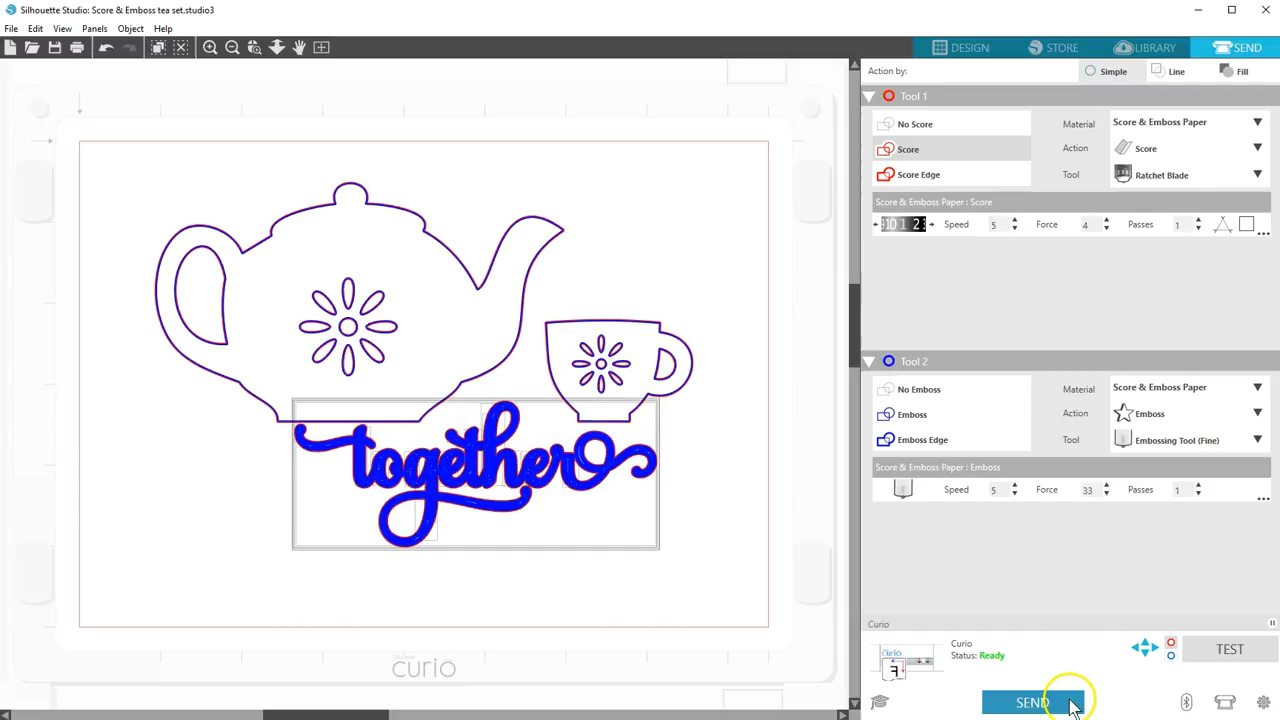 Silhouette Studio: Score & Emboss tea set.studio3
File Edit View Panels Object Help
DESIGN STORE LIBRARY SEND
Action by: Simple Line Fill
Tool 1
No Score Material Score & Emboss Paper
Score Action Score
Score Edge Tool Ratchet Blade
Score & Emboss Paper : Score
10 1 2 Speed 5 Force 4 Passes 1
Tool 2
No Emboss Material Score & Emboss Paper
Emboss Action Emboss
Emboss Edge Tool Embossing Tool (Fine)
Score & Emboss Paper : Emboss
Speed 5 Force 33 Passes 1
together
Curio
Curio
Status: Ready
TEST
curio
curio
SEND